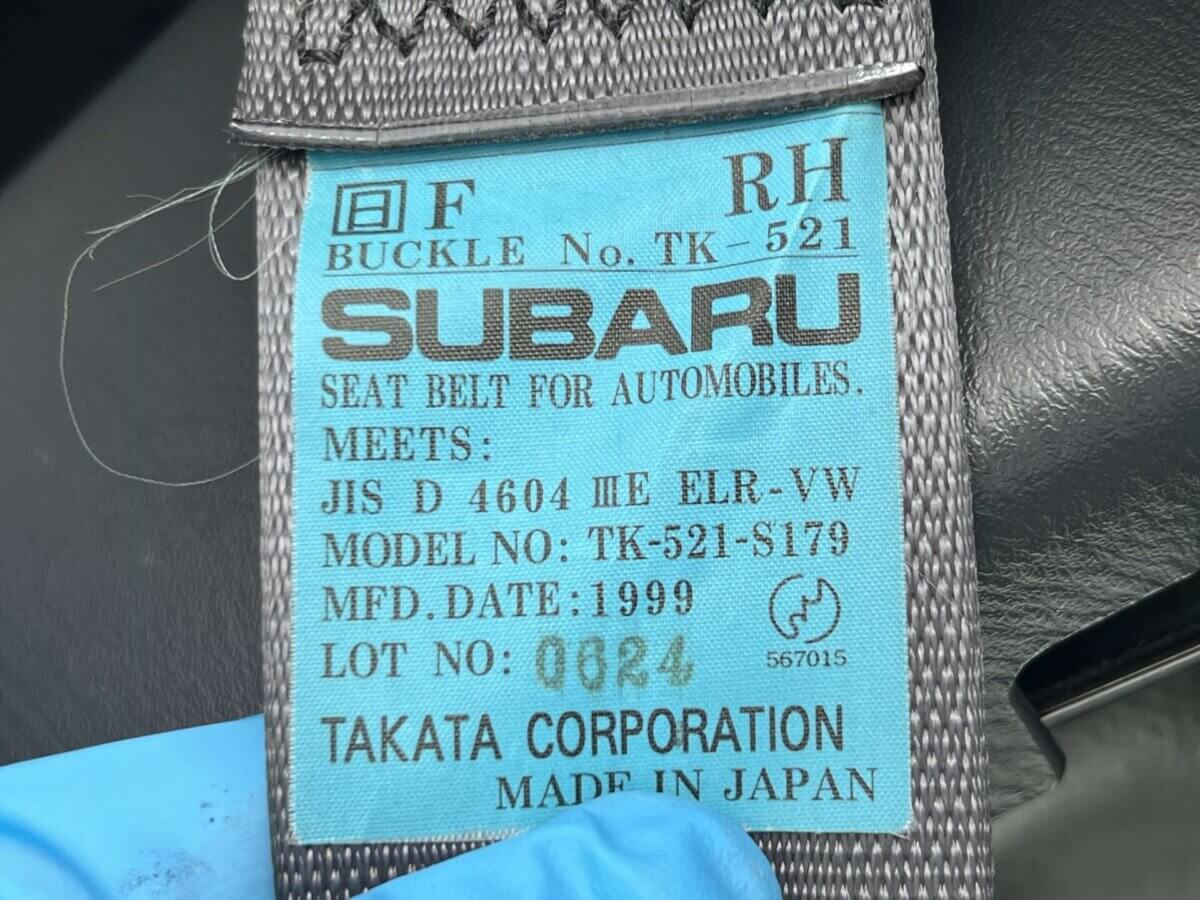 日 F RH
BUCKLE No. TK-521
SUBARU
SEAT BELT FOR AUTOMOBILES.
MEETS:
JIS D 4604 ⅢE ELR-VW
MODEL NO: TK-521-S179
MFD.DATE:1999
LOT NO: 0624
567015
TAKATA CORPORATION
MADE IN JAPAN